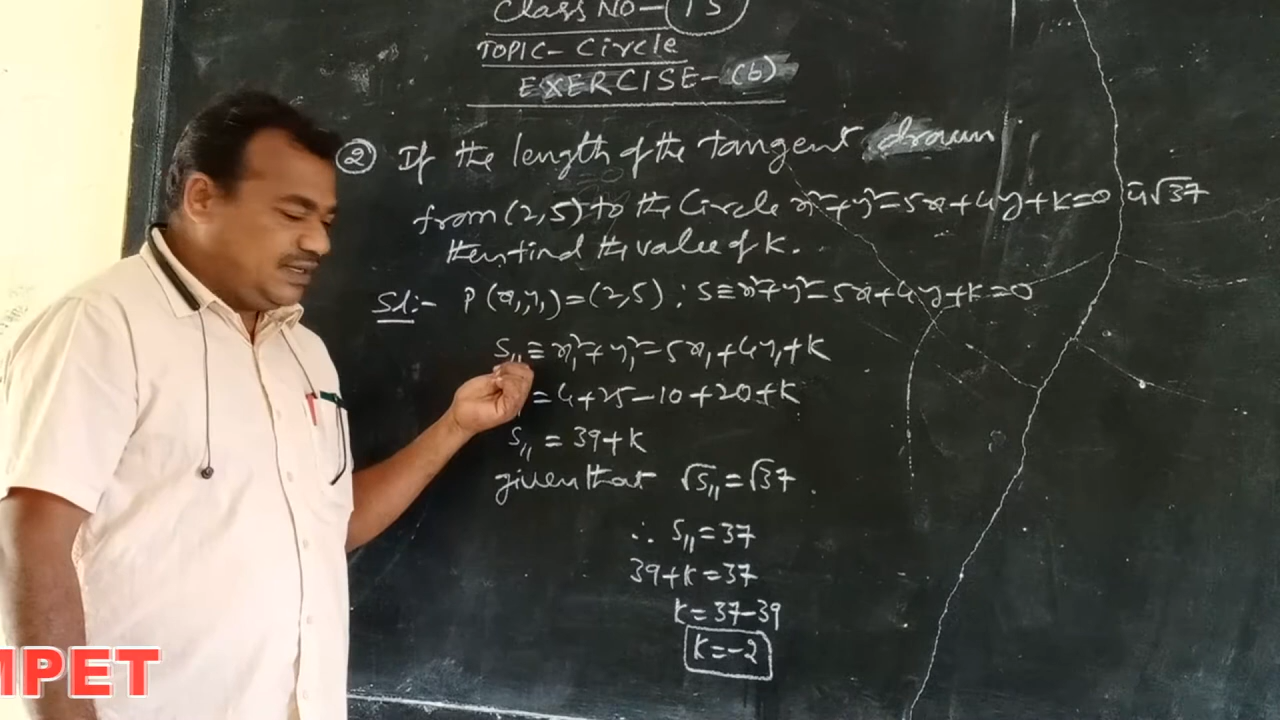 Class NO-15
TOPIC- Circle
EXERCISE-(b)
② If the length of the tangent drawn
from (2,5) to the Circle x²+y²-5x+4y+k=0 is √37
then find the value of k.
Sol:- P(x₁,y₁)=(2,5) ; S≡x²+y²-5x+4y+k=0
S₁₁≡x₁²+y₁²-5x₁+4y₁+k
=4+25-10+20+k
S₁₁ = 39+k
given that √S₁₁=√37.
∴ S₁₁=37
39+k=37
k=37-39
k=-2
MPET